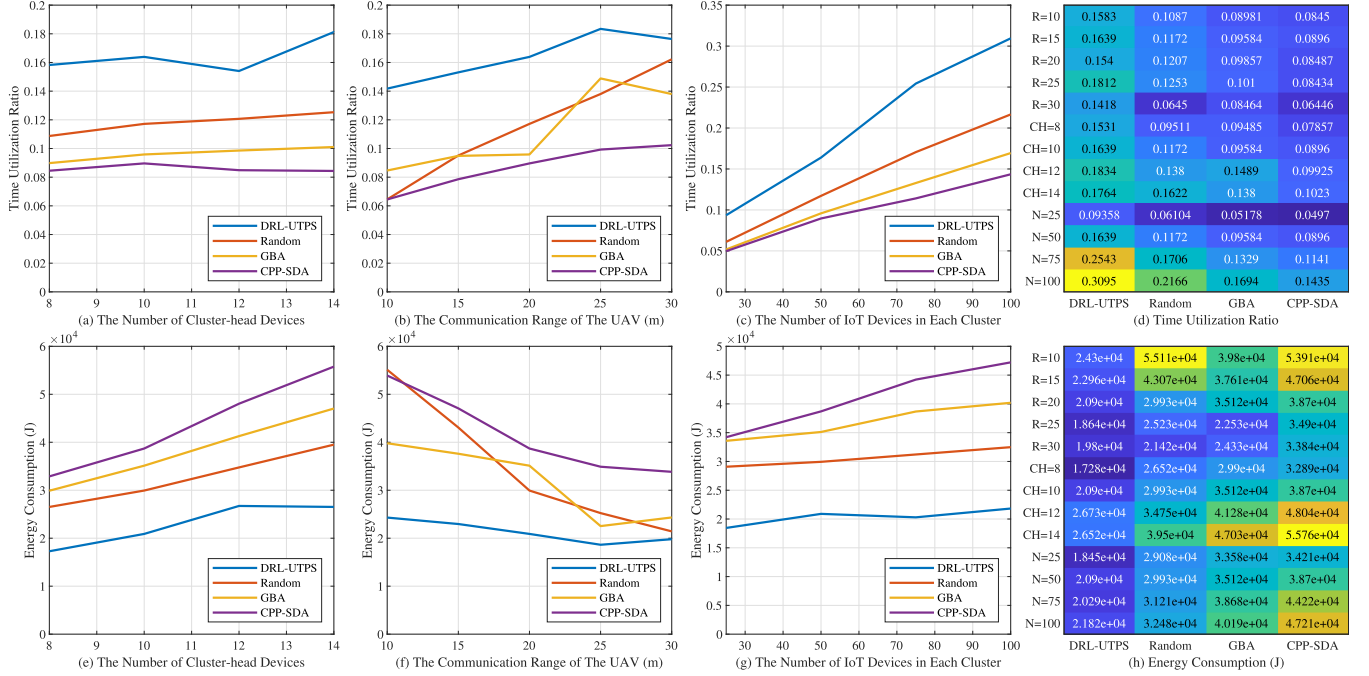 0.2
0.18
0.16
0.14
0.12
0.1
0.08
0.06
0.04
0.02
0
Time Utilization Ratio
DRL-UTPS
Random
GBA
CPP-SDA
8 9 10 11 12 13 14
(a) The Number of Cluster-head Devices
0.2
0.18
0.16
0.14
0.12
0.1
0.08
0.06
0.04
0.02
0
Time Utilization Ratio
DRL-UTPS
Random
GBA
CPP-SDA
10 15 20 25 30
(b) The Communication Range of The UAV (m)
0.35
0.3
0.25
0.2
0.15
0.1
0.05
0
Time Utilization Ratio
DRL-UTPS
Random
GBA
CPP-SDA
30 40 50 60 70 80 90 100
(c) The Number of IoT Devices in Each Cluster
R=10 0.1583 0.1087 0.08981 0.0845
R=15 0.1639 0.1172 0.09584 0.0896
R=20 0.154 0.1207 0.09857 0.08487
R=25 0.1812 0.1253 0.101 0.08434
R=30 0.1418 0.0645 0.08464 0.06446
CH=8 0.1531 0.09511 0.09485 0.07857
CH=10 0.1639 0.1172 0.09584 0.0896
CH=12 0.1834 0.138 0.1489 0.09925
CH=14 0.1764 0.1622 0.138 0.1023
N=25 0.09358 0.06104 0.05178 0.0497
N=50 0.1639 0.1172 0.09584 0.0896
N=75 0.2543 0.1706 0.1329 0.1141
N=100 0.3095 0.2166 0.1694 0.1435
DRL-UTPS Random GBA CPP-SDA
(d) Time Utilization Ratio
×10⁴
6
5
4
3
2
1
0
Energy Consumption (J)
DRL-UTPS
Random
GBA
CPP-SDA
8 9 10 11 12 13 14
(e) The Number of Cluster-head Devices
×10⁴
6
5
4
3
2
1
0
Energy Consumption (J)
DRL-UTPS
Random
GBA
CPP-SDA
10 15 20 25 30
(f) The Communication Range of The UAV (m)
×10⁴
5
4.5
4
3.5
3
2.5
2
1.5
1
0.5
0
Energy Consumption (J)
DRL-UTPS
Random
GBA
CPP-SDA
30 40 50 60 70 80 90 100
(g) The Number of IoT Devices in Each Cluster
R=10 2.43e+04 5.511e+04 3.98e+04 5.391e+04
R=15 2.296e+04 4.307e+04 3.761e+04 4.706e+04
R=20 2.09e+04 2.993e+04 3.512e+04 3.87e+04
R=25 1.864e+04 2.523e+04 2.253e+04 3.49e+04
R=30 1.98e+04 2.142e+04 2.433e+04 3.384e+04
CH=8 1.728e+04 2.652e+04 2.99e+04 3.289e+04
CH=10 2.09e+04 2.993e+04 3.512e+04 3.87e+04
CH=12 2.673e+04 3.475e+04 4.128e+04 4.804e+04
CH=14 2.652e+04 3.95e+04 4.703e+04 5.576e+04
N=25 1.845e+04 2.908e+04 3.358e+04 3.421e+04
N=50 2.09e+04 2.993e+04 3.512e+04 3.87e+04
N=75 2.029e+04 3.121e+04 3.868e+04 4.422e+04
N=100 2.182e+04 3.248e+04 4.019e+04 4.721e+04
DRL-UTPS Random GBA CPP-SDA
(h) Energy Consumption (J)